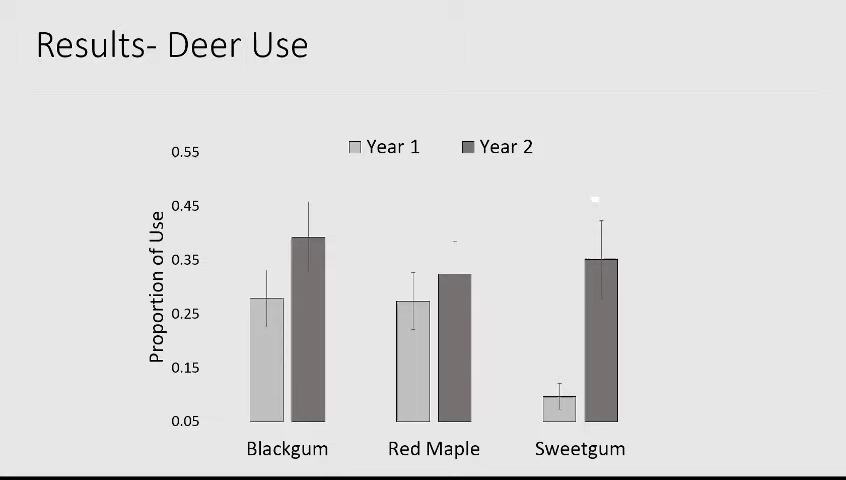 Results- Deer Use
Year 1 Year 2
0.55
0.45
0.35
0.25
0.15
0.05
Proportion of Use
Blackgum Red Maple Sweetgum